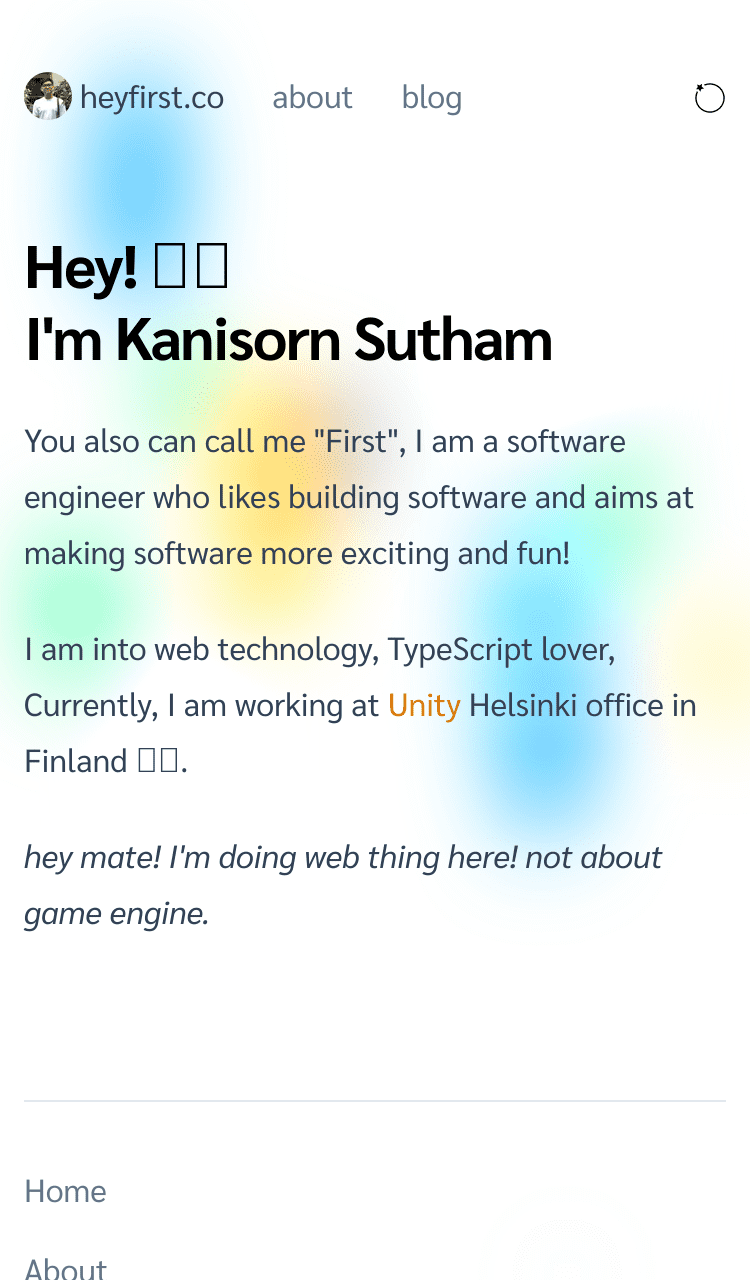 heyfirst.co about blog
Hey!
I'm Kanisorn Sutham
You also can call me "First", I am a software
engineer who likes building software and aims at
making software more exciting and fun!
I am into web technology, TypeScript lover,
Currently, I am working at Unity Helsinki office in
Finland .
hey mate! I'm doing web thing here! not about
game engine.
Home
About